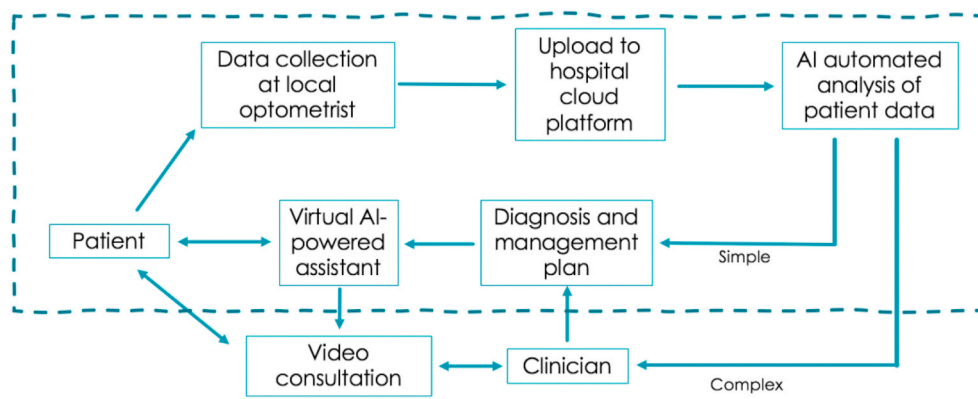 Data collection
at local
optometrist
Upload to
hospital
cloud
platform
AI automated
analysis of
patient data
Patient
Virtual AI-
powered
assistant
Diagnosis and
management
plan
Simple
Video
consultation
Clinician
Complex